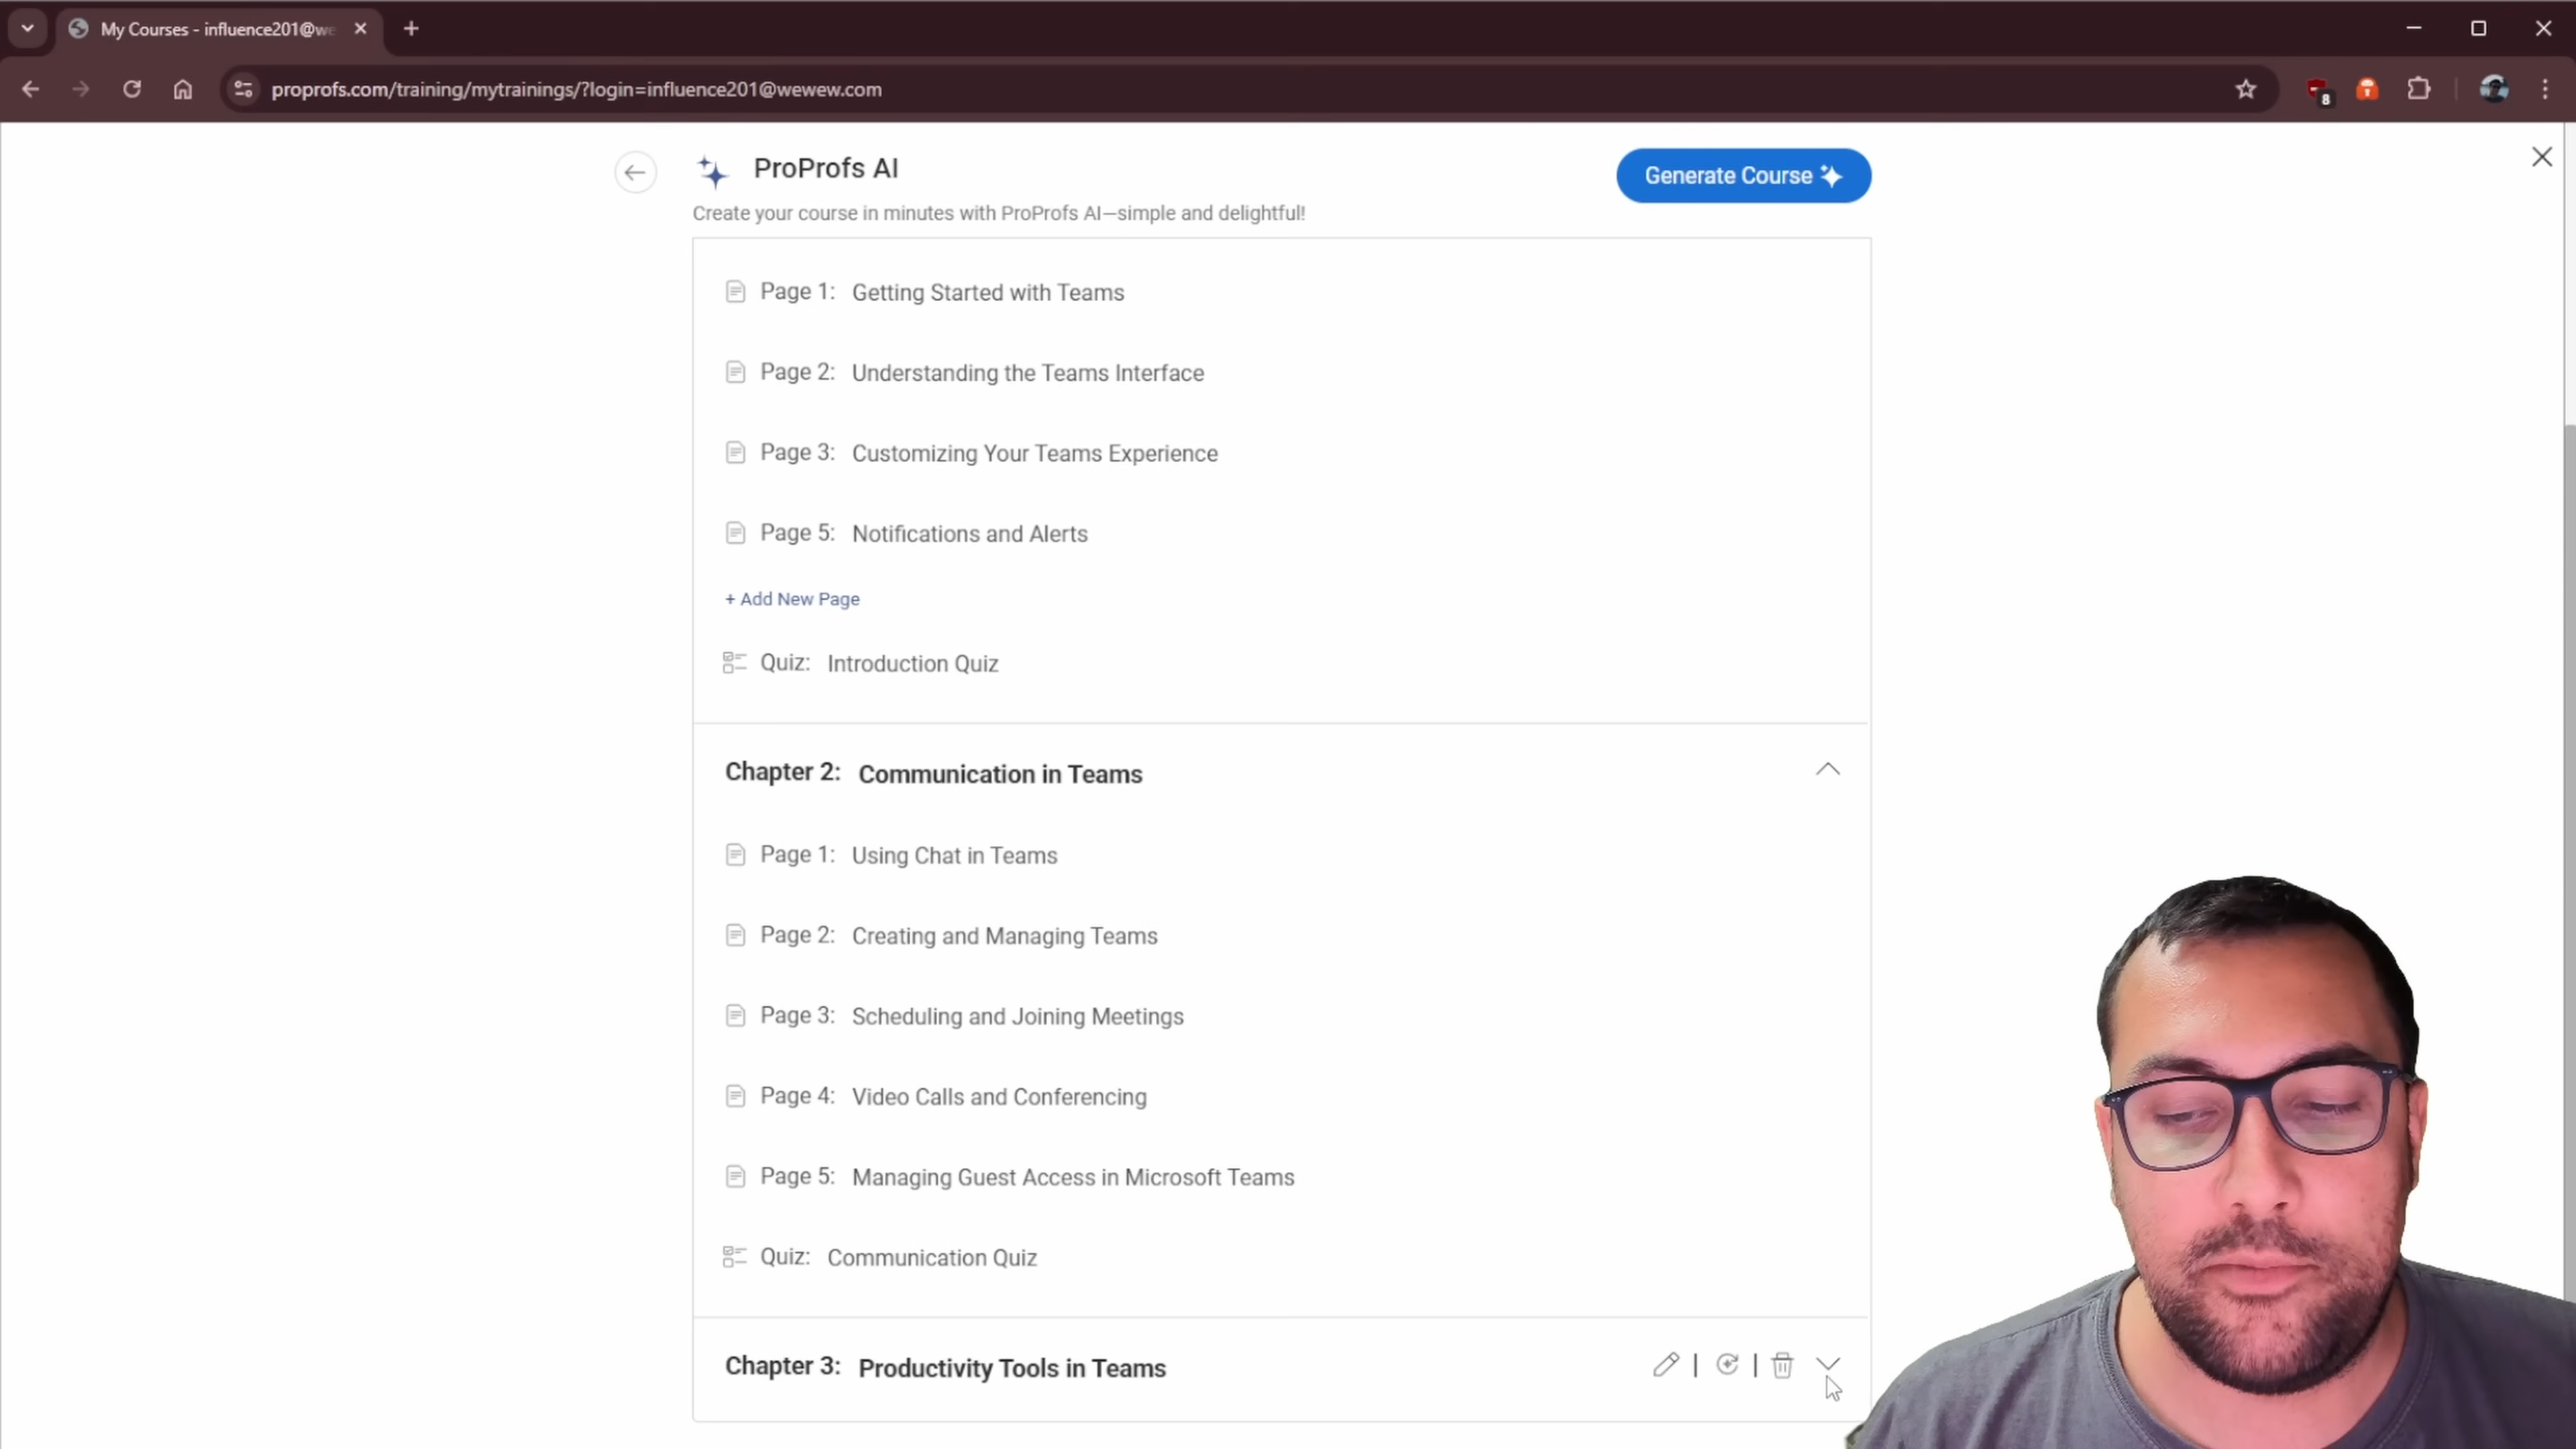 My Courses - influence201@we
proprofs.com/training/mytrainings/?login=influence201@wewew.com
8
ProProfs AI
Generate Course
Create your course in minutes with ProProfs AI—simple and delightful!
Page 1: Getting Started with Teams
Page 2: Understanding the Teams Interface
Page 3: Customizing Your Teams Experience
Page 5: Notifications and Alerts
+ Add New Page
Quiz: Introduction Quiz
Chapter 2: Communication in Teams
Page 1: Using Chat in Teams
Page 2: Creating and Managing Teams
Page 3: Scheduling and Joining Meetings
Page 4: Video Calls and Conferencing
Page 5: Managing Guest Access in Microsoft Teams
Quiz: Communication Quiz
Chapter 3: Productivity Tools in Teams